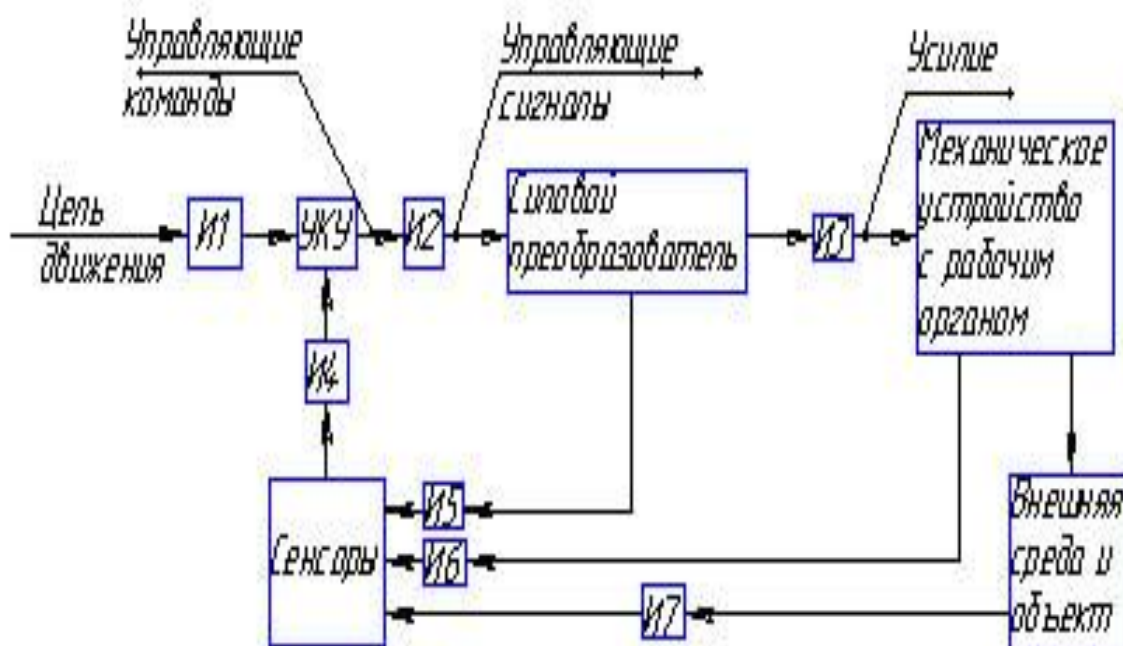 Управляющие
команды
Управляющие
сигналы
Усилие
Цель
движения
И1
УКУ
И2
Силовой
преобразователь
И3
Механическое
устройство
с рабочим
органом
И4
Сенсоры
И5
И6
И7
Внешняя
среда и
объект